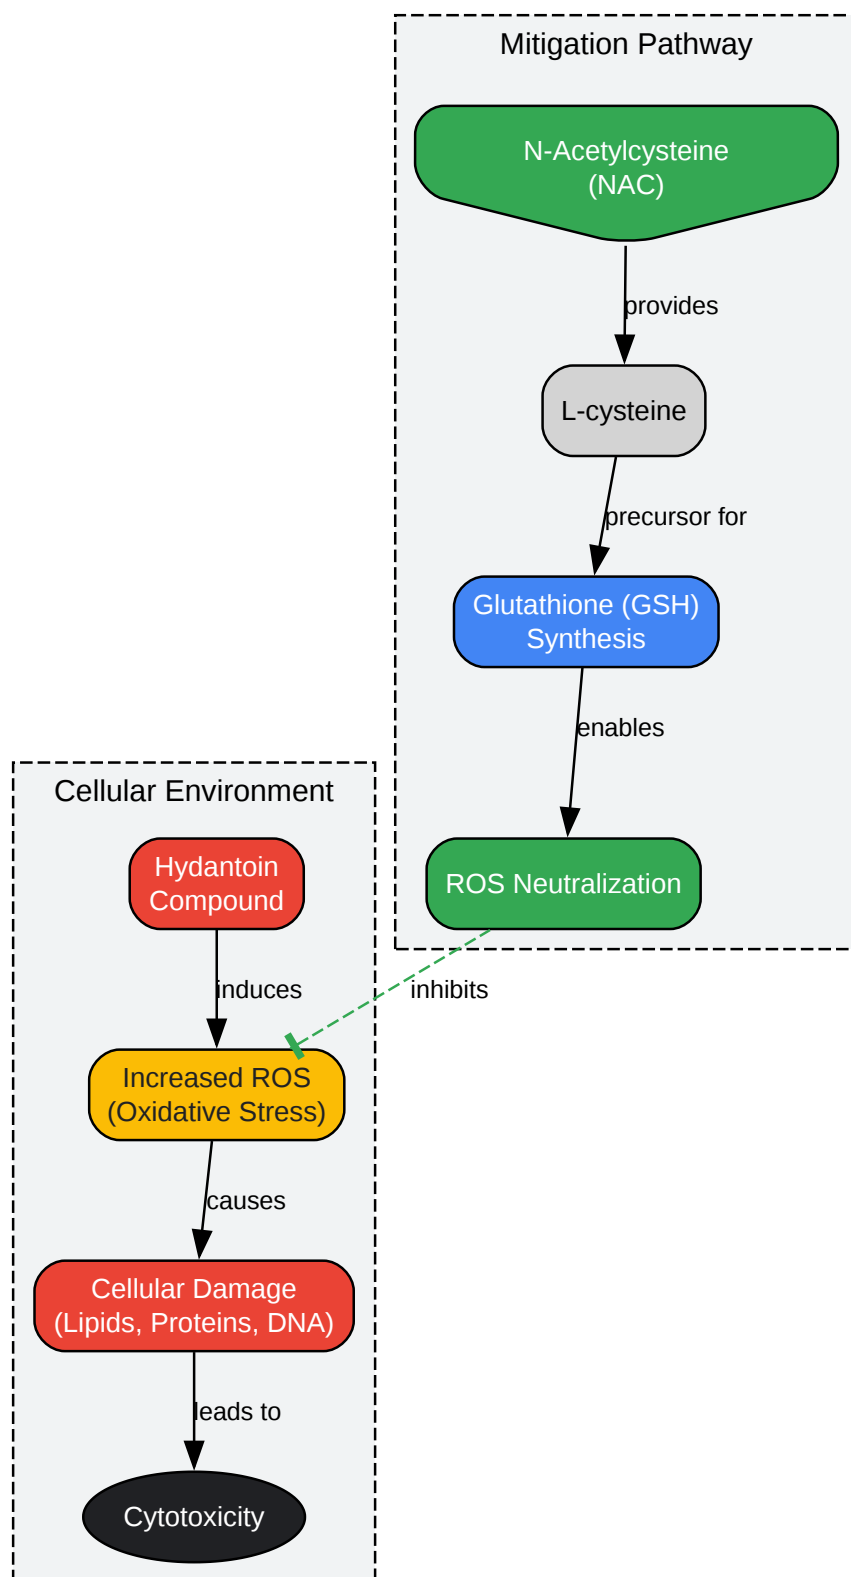 Mitigation Pathway
N-Acetylcysteine
(NAC)
provides
L-cysteine
precursor for
Glutathione (GSH)
Synthesis
enables
ROS Neutralization
inhibits
Cellular Environment
Hydantoin
Compound
induces
Increased ROS
(Oxidative Stress)
causes
Cellular Damage
(Lipids, Proteins, DNA)
leads to
Cytotoxicity